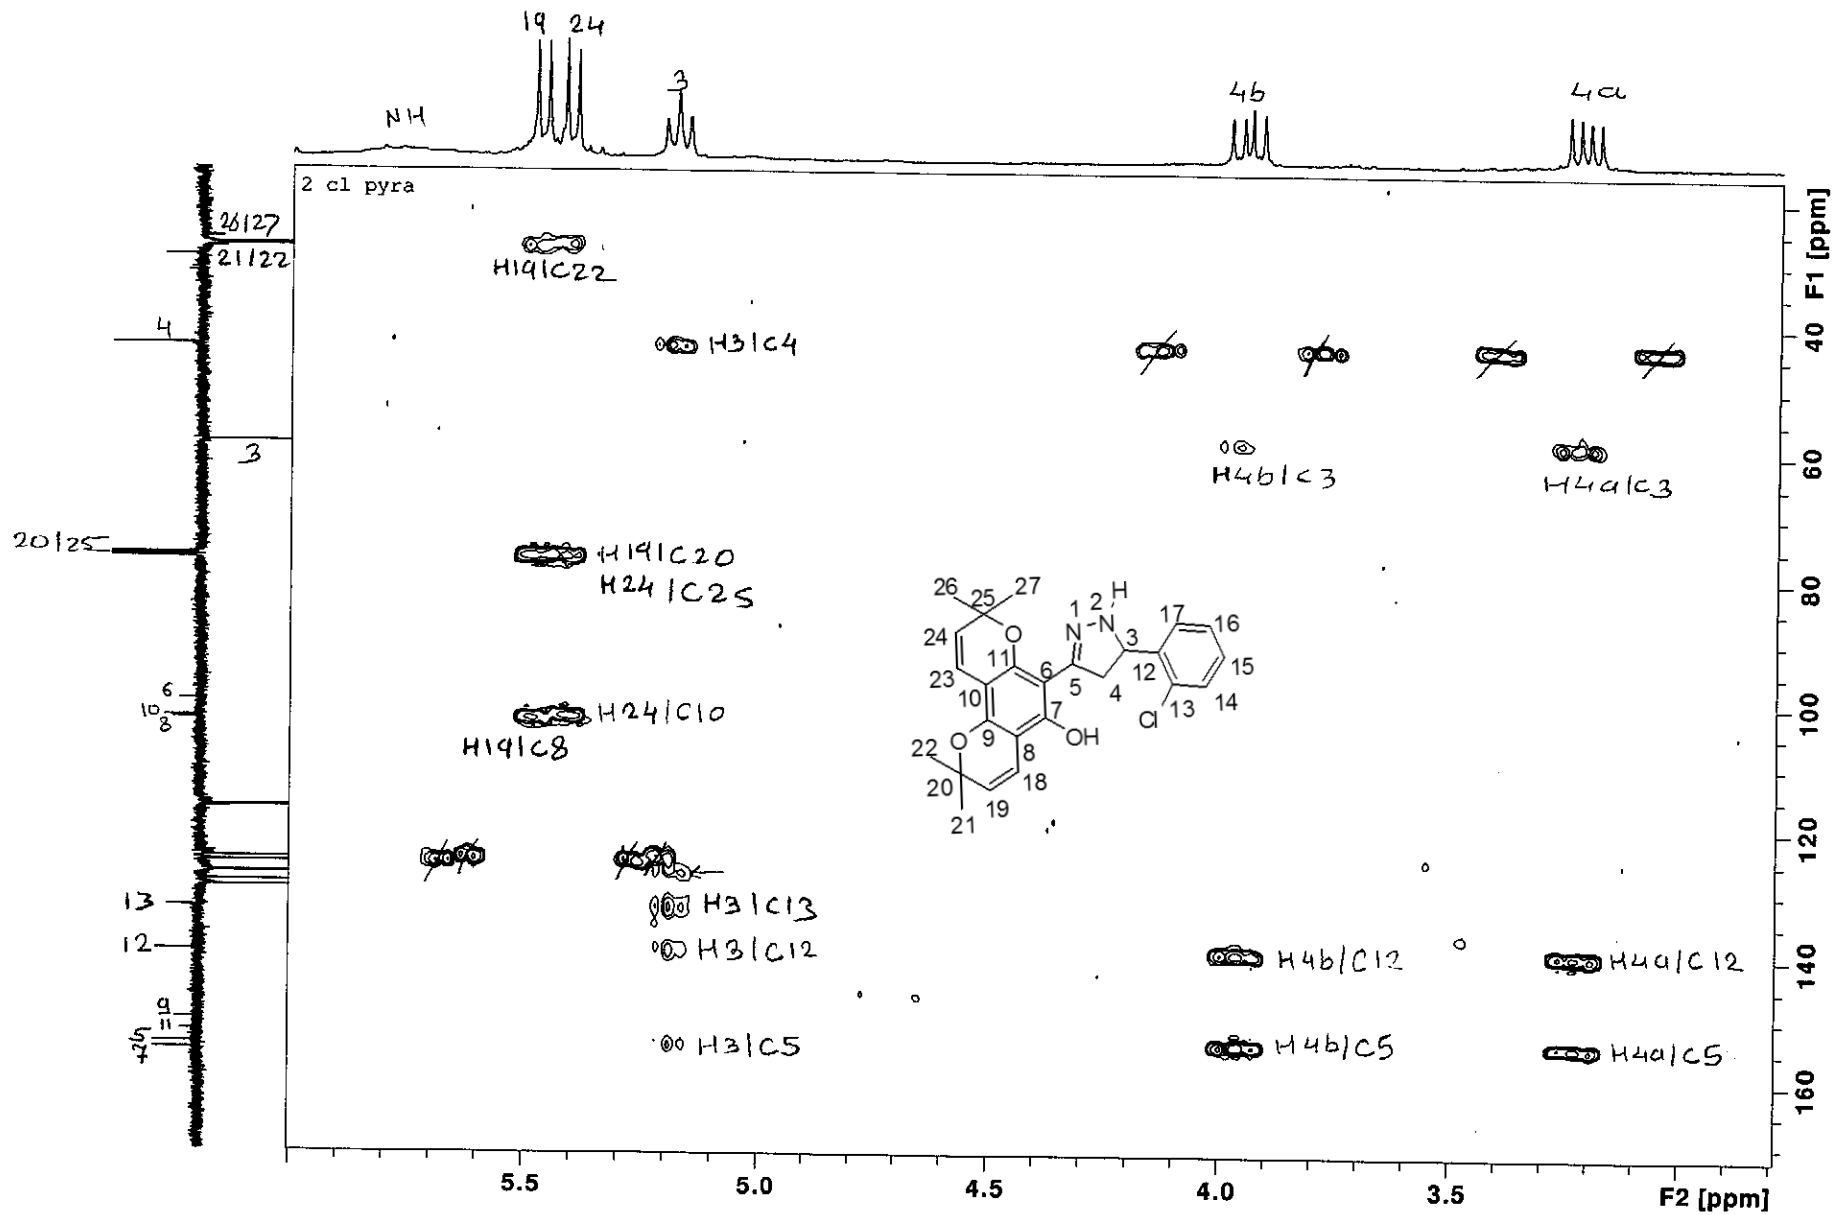 19 24
3
4b
4a
NH
2 cl pyra
26/27
21/22
H19/C22
4
H3/C4
40
3
60
H4b/C3
H4a/C3
20/25
H19/C20
H24/C25
80
26 25 27
1 2 H
N N
24 O 3 17 16
11 6 12 15
23 10 5 4 13 14
7 Cl
O 9 8 OH
22
20 18
19
21
6
10
8
H24/C10
H19/C8
100
120
13
H3/C13
12
H3/C12
H4b/C12
H4a/C12
140
9
11
5
7
H3/C5
H4b/C5
H4a/C5
160
F1 [ppm]
5.5 5.0 4.5 4.0 3.5 F2 [ppm]